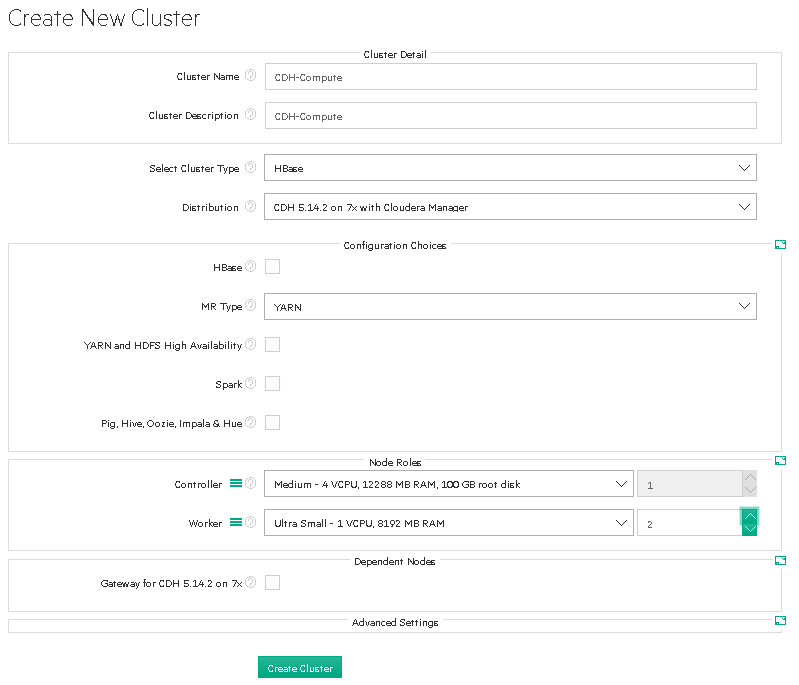 Create New Cluster
Cluster Detail
Cluster Name CDH-Compute
Cluster Description CDH-Compute
Select Cluster Type HBase
Distribution CDH 5.14.2 on 7x with Cloudera Manager
Configuration Choices
HBase
MR Type YARN
YARN and HDFS High Availability
Spark
Pig, Hive, Oozie, Impala & Hue
Node Roles
Controller Medium - 4 VCPU, 12288 MB RAM, 100 GB root disk 1
Worker Ultra Small - 1 VCPU, 8192 MB RAM 2
Dependent Nodes
Gateway for CDH 5.14.2 on 7x
Advanced Settings
Create Cluster